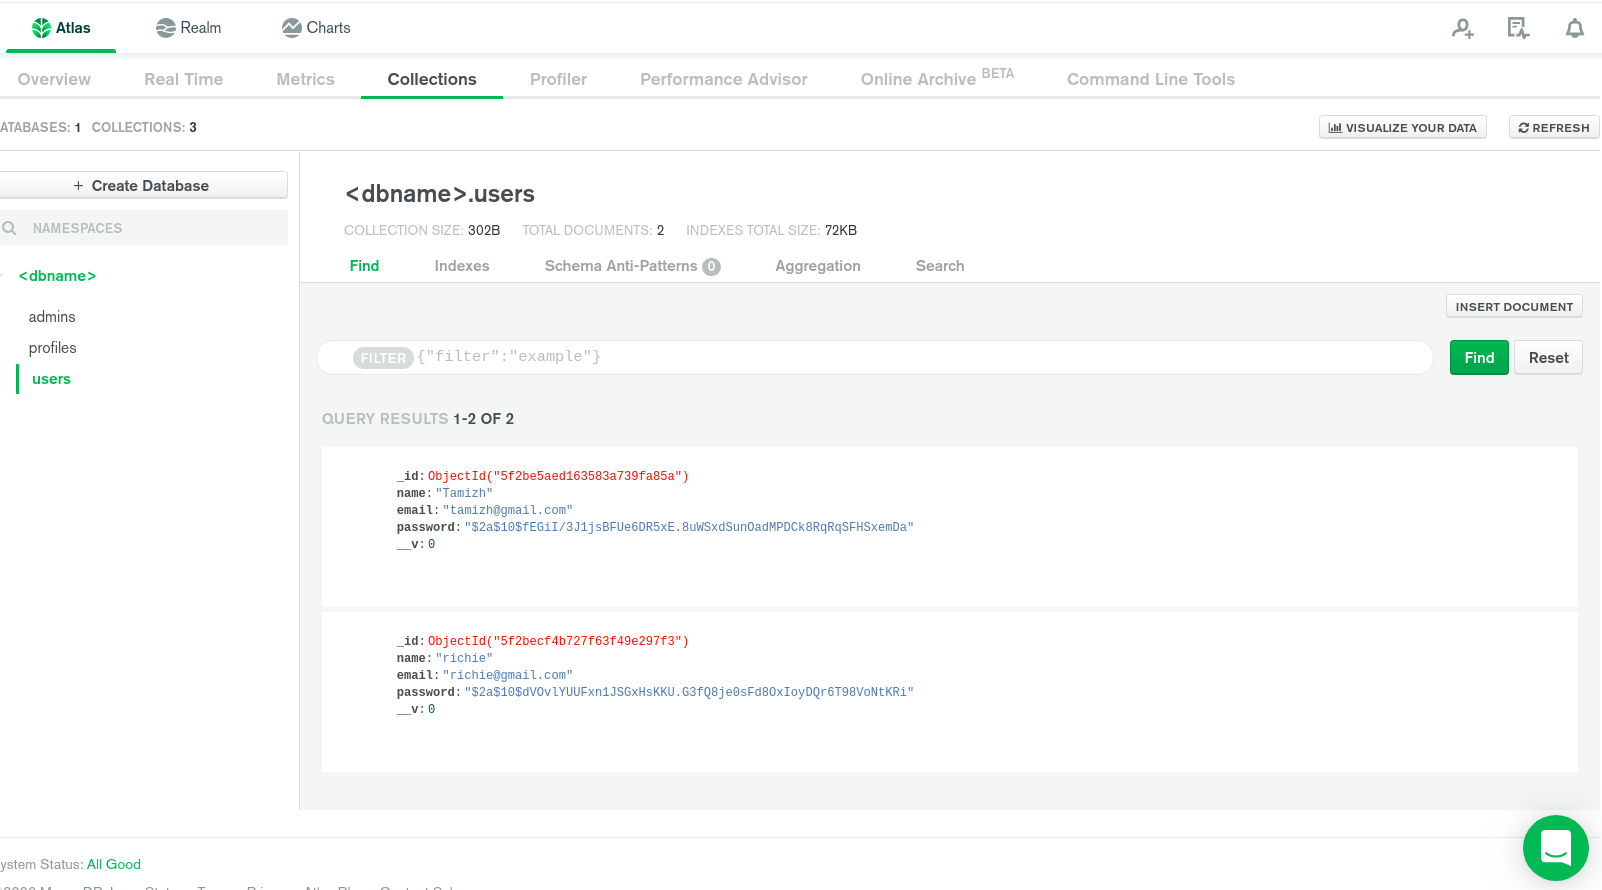 Atlas Realm Charts
Overview Real Time Metrics Collections Profiler Performance Advisor Online Archive BETA Command Line Tools
ATABASES: 1 COLLECTIONS: 3 VISUALIZE YOUR DATA REFRESH
+ Create Database
NAMESPACES
<dbname>
admins
profiles
users
<dbname>.users
COLLECTION SIZE: 302B TOTAL DOCUMENTS: 2 INDEXES TOTAL SIZE: 72KB
Find Indexes Schema Anti-Patterns 0 Aggregation Search
INSERT DOCUMENT
FILTER {"filter":"example"} Find Reset
QUERY RESULTS 1-2 OF 2
_id: ObjectId("5f2be5aed163583a739fa85a")
name: "Tamizh"
email: "tamizh@gmail.com"
password: "$2a$10$fEGiI/3J1jsBFUe6DR5xE.8uWSxdSunOadMPDCk8RqRqSFHSxemDa"
__v: 0
_id: ObjectId("5f2becf4b727f63f49e297f3")
name: "richie"
email: "richie@gmail.com"
password: "$2a$10$dVOvlYUUFxn1JSGxHsKKU.G3fQ8je0sFd8OxIoyDQr6T98VoNtKRi"
__v: 0
ystem Status: All Good